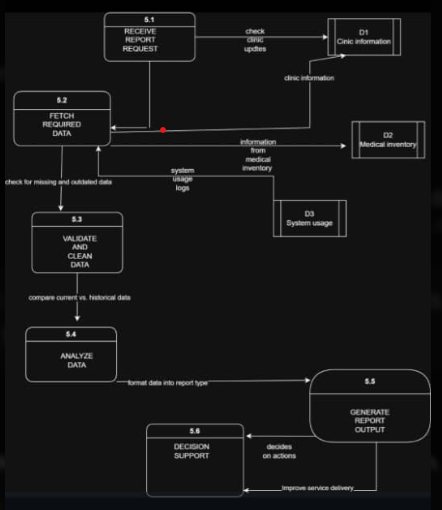 5.1
RECEIVE
REPORT
REQUEST
check
clinic
updtes
D1
Cinic information
clinic information
5.2
FETCH
REQUIRED
DATA
information
from
medical
inventory
D2
Medical inventory
system
usage
logs
check for missing and outdated data
D3
System usage
5.3
VALIDATE
AND
CLEAN
DATA
compare current vs. historical data
5.4
ANALYZE
DATA
format data into report type
5.5
GENERATE
REPORT
OUTPUT
5.6
DECISION
SUPPORT
decides
on actions
Improve service delivery